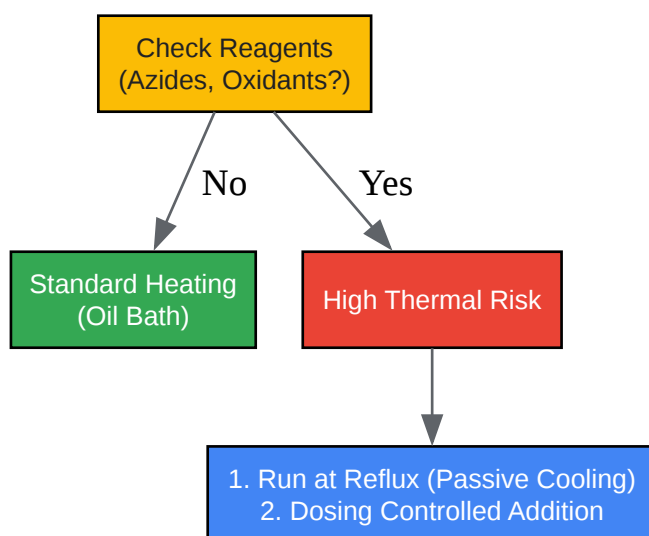 Check Reagents
(Azides, Oxidants?)
No
Yes
Standard Heating
(Oil Bath)
High Thermal Risk
1. Run at Reflux (Passive Cooling)
2. Dosing Controlled Addition